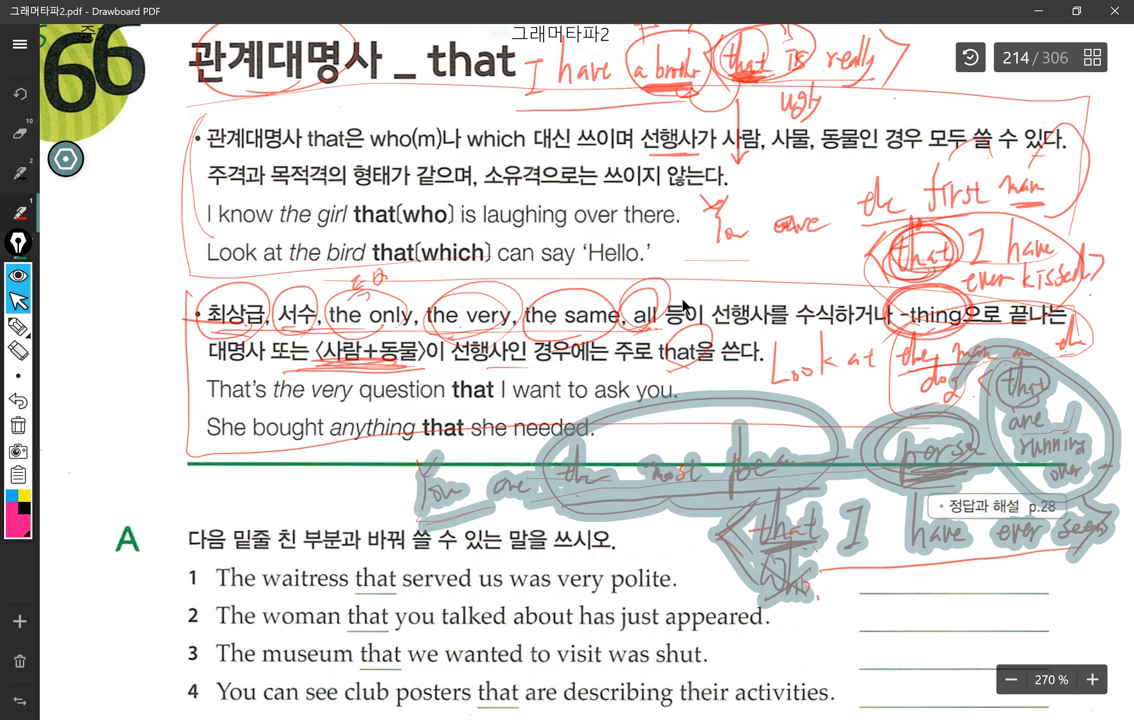 그래머타파2.pdf - Drawboard PDF
그래머타파2
중2
66
관계대명사 _ that
I have a brother <that is really
ugly
214 / 306
• 관계대명사 that은 who(m)나 which 대신 쓰이며 선행사가 사람, 사물, 동물인 경우 모두 쓸 수 있다.
주격과 목적격의 형태가 같으며, 소유격으로는 쓰이지 않는다.
I know the girl that(who) is laughing over there.
Look at the bird that(which) can say ‘Hello.’
You are the first man
<that I have
ever kissed>
• 최상급, 서수, the only, the very, the same, all 등이 선행사를 수식하거나 -thing으로 끝나는
대명사 또는 〈사람+동물〉이 선행사인 경우에는 주로 that을 쓴다.
That's the very question that I want to ask you.
She bought anything that she needed.
Look at the man and the
dog <that
are
running
over
You are the most
<that I have ever seen>
who
• 정답과 해설 p.28
A 다음 밑줄 친 부분과 바꿔 쓸 수 있는 말을 쓰시오.
1 The waitress that served us was very polite.
2 The woman that you talked about has just appeared.
3 The museum that we wanted to visit was shut.
4 You can see club posters that are describing their activities.
270 %
10
2
1